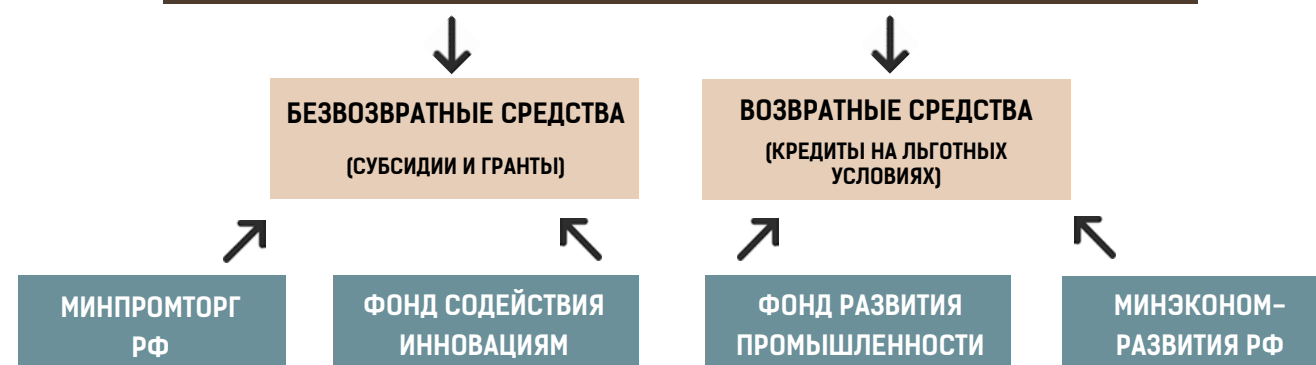 БЕЗВОЗВРАТНЫЕ СРЕДСТВА
(СУБСИДИИ И ГРАНТЫ)
ВОЗВРАТНЫЕ СРЕДСТВА
(КРЕДИТЫ НА ЛЬГОТНЫХ
УСЛОВИЯХ)
МИНПРОМТОРГ
РФ
ФОНД СОДЕЙСТВИЯ
ИННОВАЦИЯМ
ФОНД РАЗВИТИЯ
ПРОМЫШЛЕННОСТИ
МИНЭКОНОМ-
РАЗВИТИЯ РФ